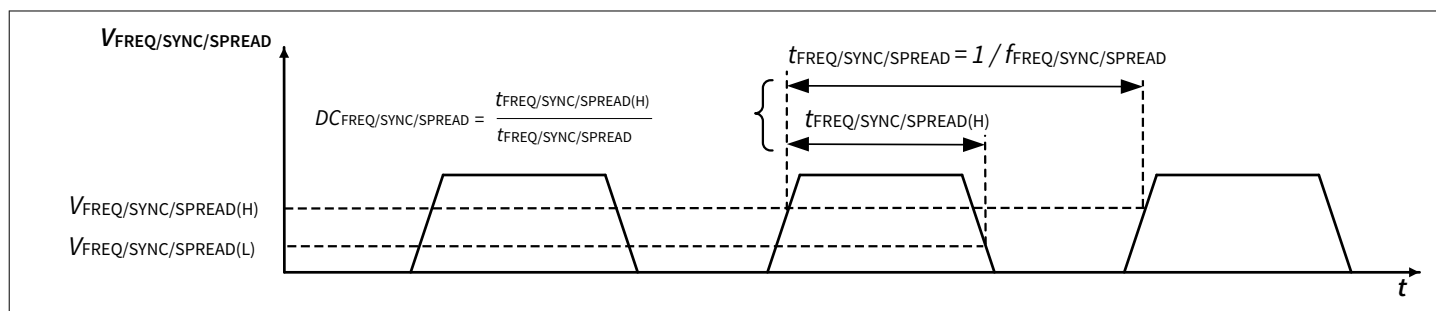 VFREQ/SYNC/SPREAD
tFREQ/SYNC/SPREAD = 1 / fFREQ/SYNC/SPREAD
DCFREQ/SYNC/SPREAD = tFREQ/SYNC/SPREAD(H)
tFREQ/SYNC/SPREAD
tFREQ/SYNC/SPREAD(H)
VFREQ/SYNC/SPREAD(H)
VFREQ/SYNC/SPREAD(L)
t